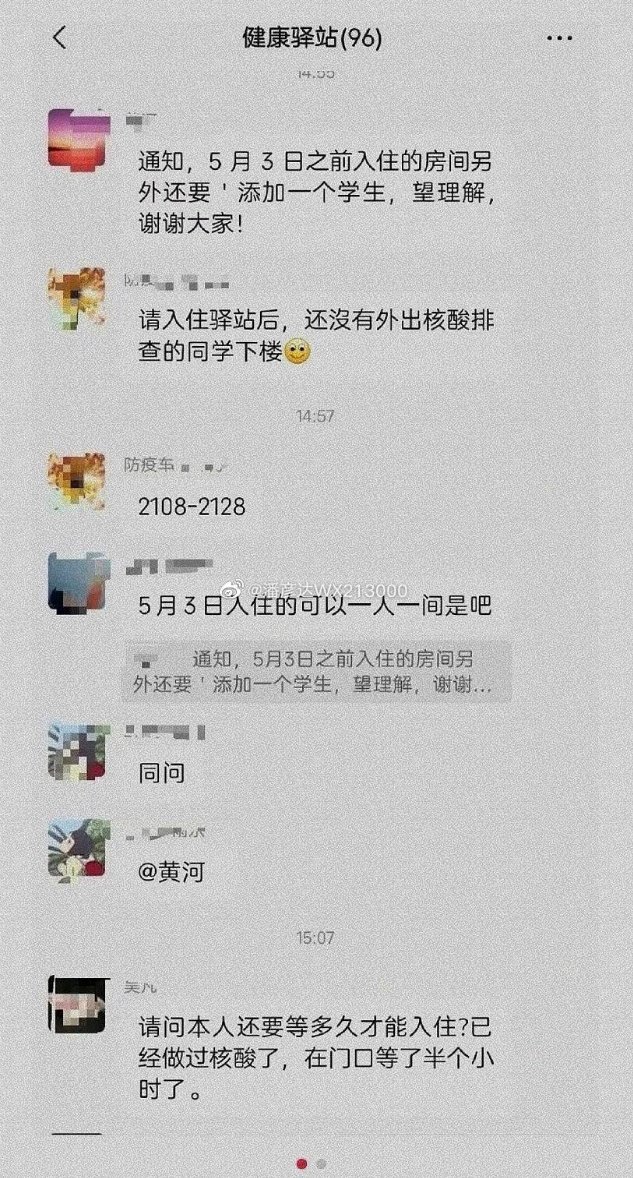 健康驿站(96)
14:55
通知，5 月 3 日之前入住的房间另
外还要＇添加一个学生，望理解，
谢谢大家！
请入住驿站后，还沒有外出核酸排
查的同学下楼
14:57
防疫车
2108-2128
@潘彦达WX213000
5 月 3 日入住的可以一人一间是吧
通知，5月3日之前入住的房间另
外还要＇添加一个学生，望理解，谢谢...
同问
@黄河
15:07
吴凡
请问本人还要等多久才能入住?已
经做过核酸了，在门口等了半个小
时了。